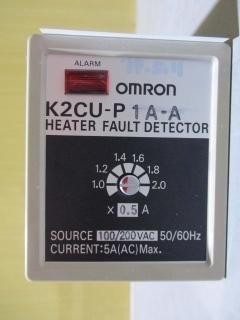 ALARM
OMRON
K2CU-P1A-A
HEATER FAULT DETECTOR
1.4 1.6
1.2 1.8
1.0 2.0
x 0.5 A
SOURCE 100/200VAC 50/60Hz
CURRENT:5A(AC)Max.